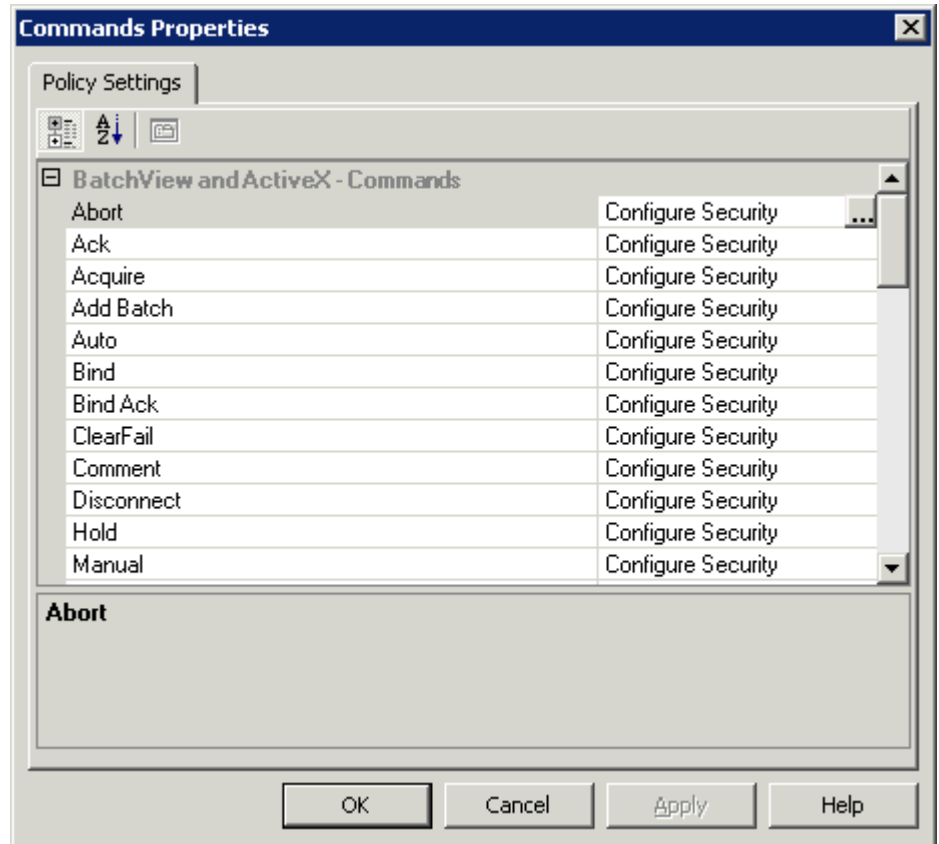 Commands Properties
Policy Settings
BatchView and ActiveX - Commands
Abort Configure Security ...
Ack Configure Security
Acquire Configure Security
Add Batch Configure Security
Auto Configure Security
Bind Configure Security
Bind Ack Configure Security
ClearFail Configure Security
Comment Configure Security
Disconnect Configure Security
Hold Configure Security
Manual Configure Security
Abort
OK Cancel Apply Help